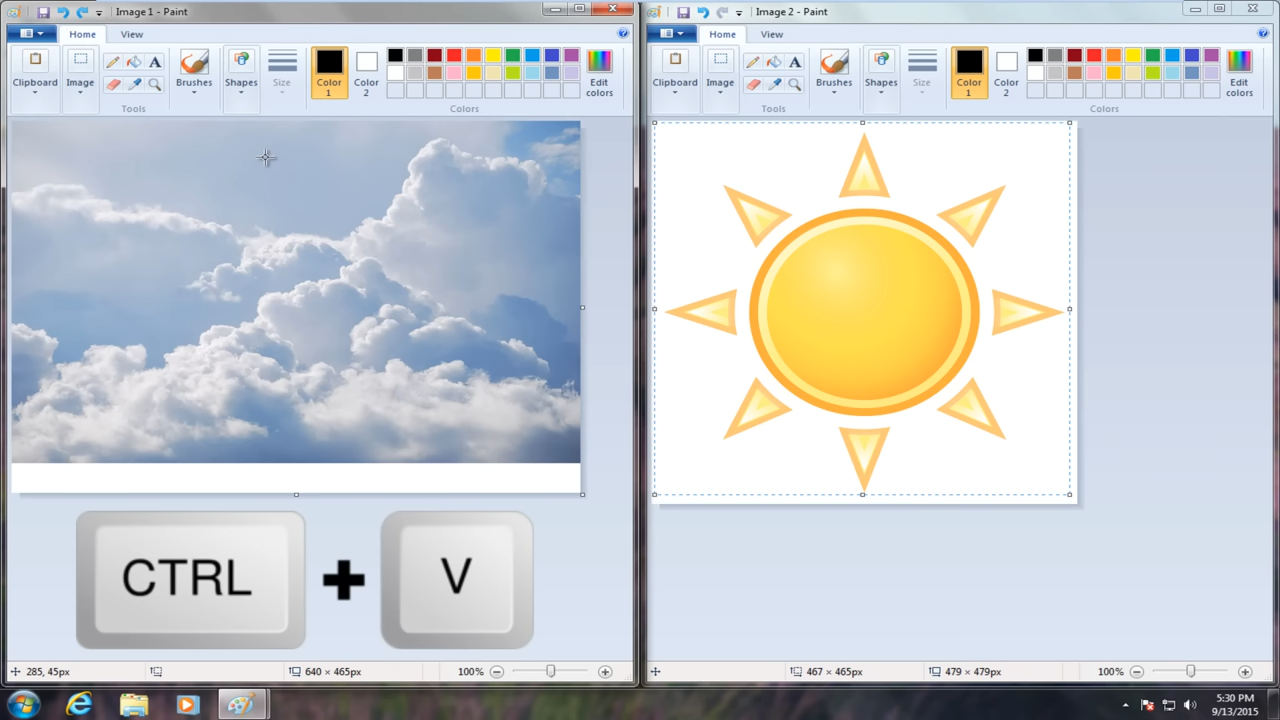 Image 1 - Paint
Home
View
Clipboard
Image
Tools
Brushes
Shapes
Size
Color
1
Color
2
Edit
colors
Colors
CTRL
V
285, 45px
640 × 465px
100%
Image 2 - Paint
Home
View
Clipboard
Image
Tools
Brushes
Shapes
Size
Color
1
Color
2
Edit
colors
Colors
467 × 465px
479 × 479px
100%
5:30 PM
9/13/2015